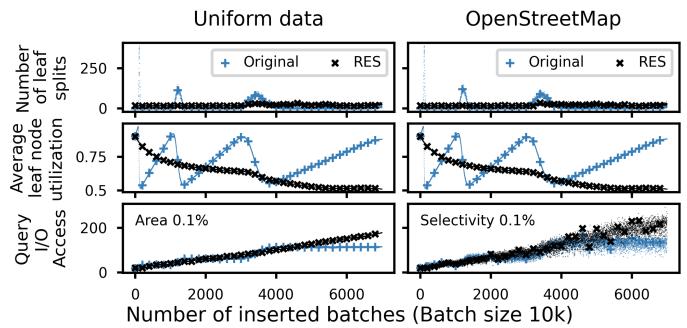 Uniform data
OpenStreetMap
Number
of leaf
splits
250
0
Original
RES
Original
RES
Average
leaf node
utilization
0.75
0.5
Query
I/O
Access
200
0
Area 0.1%
Selectivity 0.1%
0 2000 4000 6000
0 2000 4000 6000
Number of inserted batches (Batch size 10k)